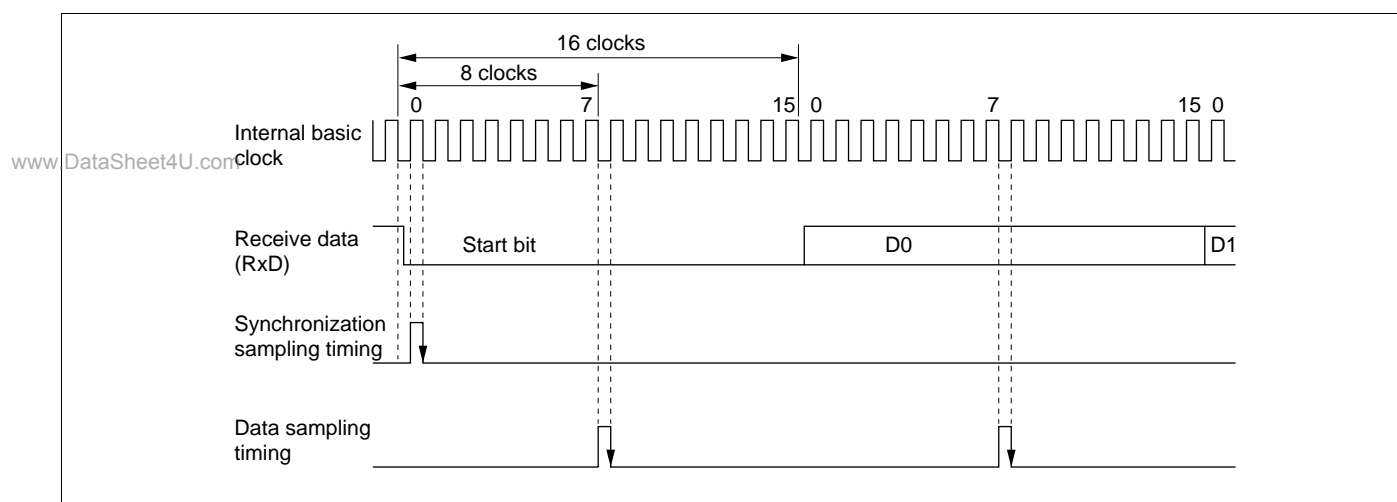 16 clocks
8 clocks
0 7 15 0 7 15 0
Internal basic
clock
www.DataSheet4U.com
Receive data
(RxD)
Start bit D0 D1
Synchronization
sampling timing
Data sampling
timing